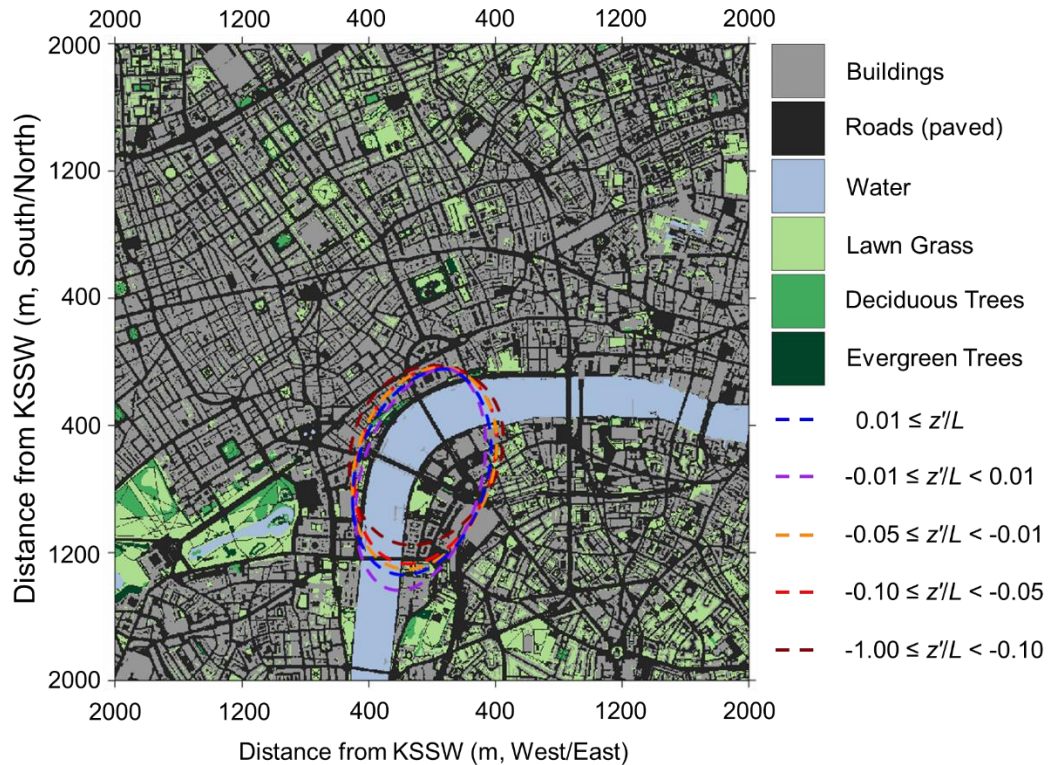 2000 1200 400 400 1200 2000
2000
1200
400
400
1200
2000
Distance from KSSW (m, South/North)
2000 1200 400 400 1200 2000
Distance from KSSW (m, West/East)
Buildings
Roads (paved)
Water
Lawn Grass
Deciduous Trees
Evergreen Trees
0.01 ≤ z'/L
-0.01 ≤ z'/L < 0.01
-0.05 ≤ z'/L < -0.01
-0.10 ≤ z'/L < -0.05
-1.00 ≤ z'/L < -0.10